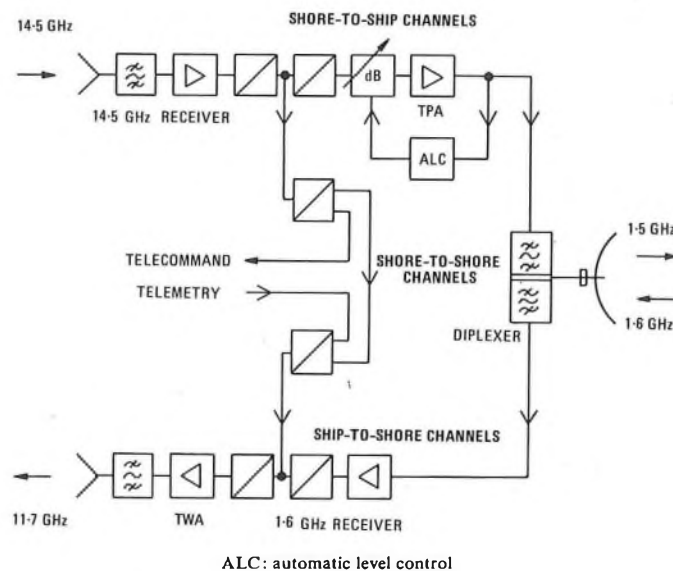 14·5 GHz
SHORE-TO-SHIP CHANNELS
dB
14·5 GHz RECEIVER
TPA
ALC
1·5 GHz
TELECOMMAND
SHORE-TO-SHORE
CHANNELS
TELEMETRY
1·6 GHz
DIPLEXER
SHIP-TO-SHORE CHANNELS
11·7 GHz
TWA
1·6 GHz RECEIVER
ALC: automatic level control